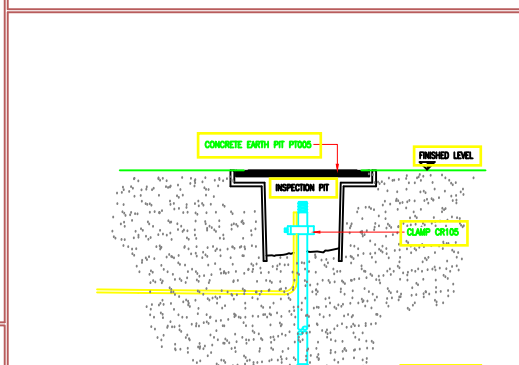 CONCRETE EARTH PIT PT005
FINISHED LEVEL
INSPECTION PIT
CLAMP CR105